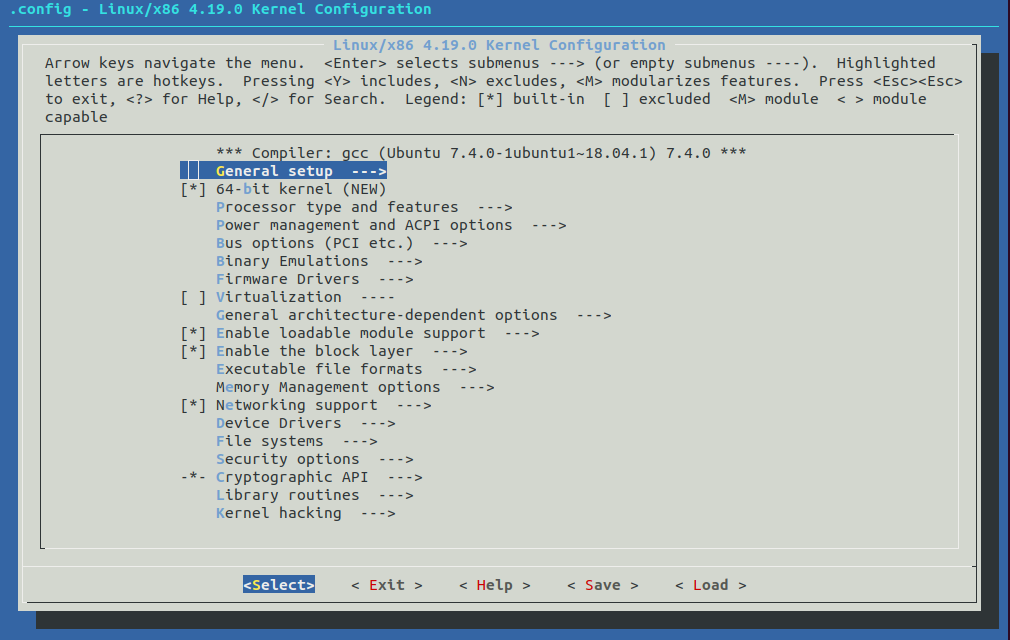 .config - Linux/x86 4.19.0 Kernel Configuration
Linux/x86 4.19.0 Kernel Configuration
Arrow keys navigate the menu.  <Enter> selects submenus ---> (or empty submenus ----).  Highlighted
letters are hotkeys.  Pressing <Y> includes, <N> excludes, <M> modularizes features.  Press <Esc><Esc>
to exit, <?> for Help, </> for Search.  Legend: [*] built-in  [ ] excluded  <M> module  < > module
capable
*** Compiler: gcc (Ubuntu 7.4.0-1ubuntu1~18.04.1) 7.4.0 ***
General setup  --->
[*] 64-bit kernel (NEW)
Processor type and features  --->
Power management and ACPI options  --->
Bus options (PCI etc.)  --->
Binary Emulations  --->
Firmware Drivers  --->
[ ] Virtualization  ----
General architecture-dependent options  --->
[*] Enable loadable module support  --->
[*] Enable the block layer  --->
Executable file formats  --->
Memory Management options  --->
[*] Networking support  --->
Device Drivers  --->
File systems  --->
Security options  --->
-*- Cryptographic API  --->
Library routines  --->
Kernel hacking  --->
<Select>    < Exit >    < Help >    < Save >    < Load >